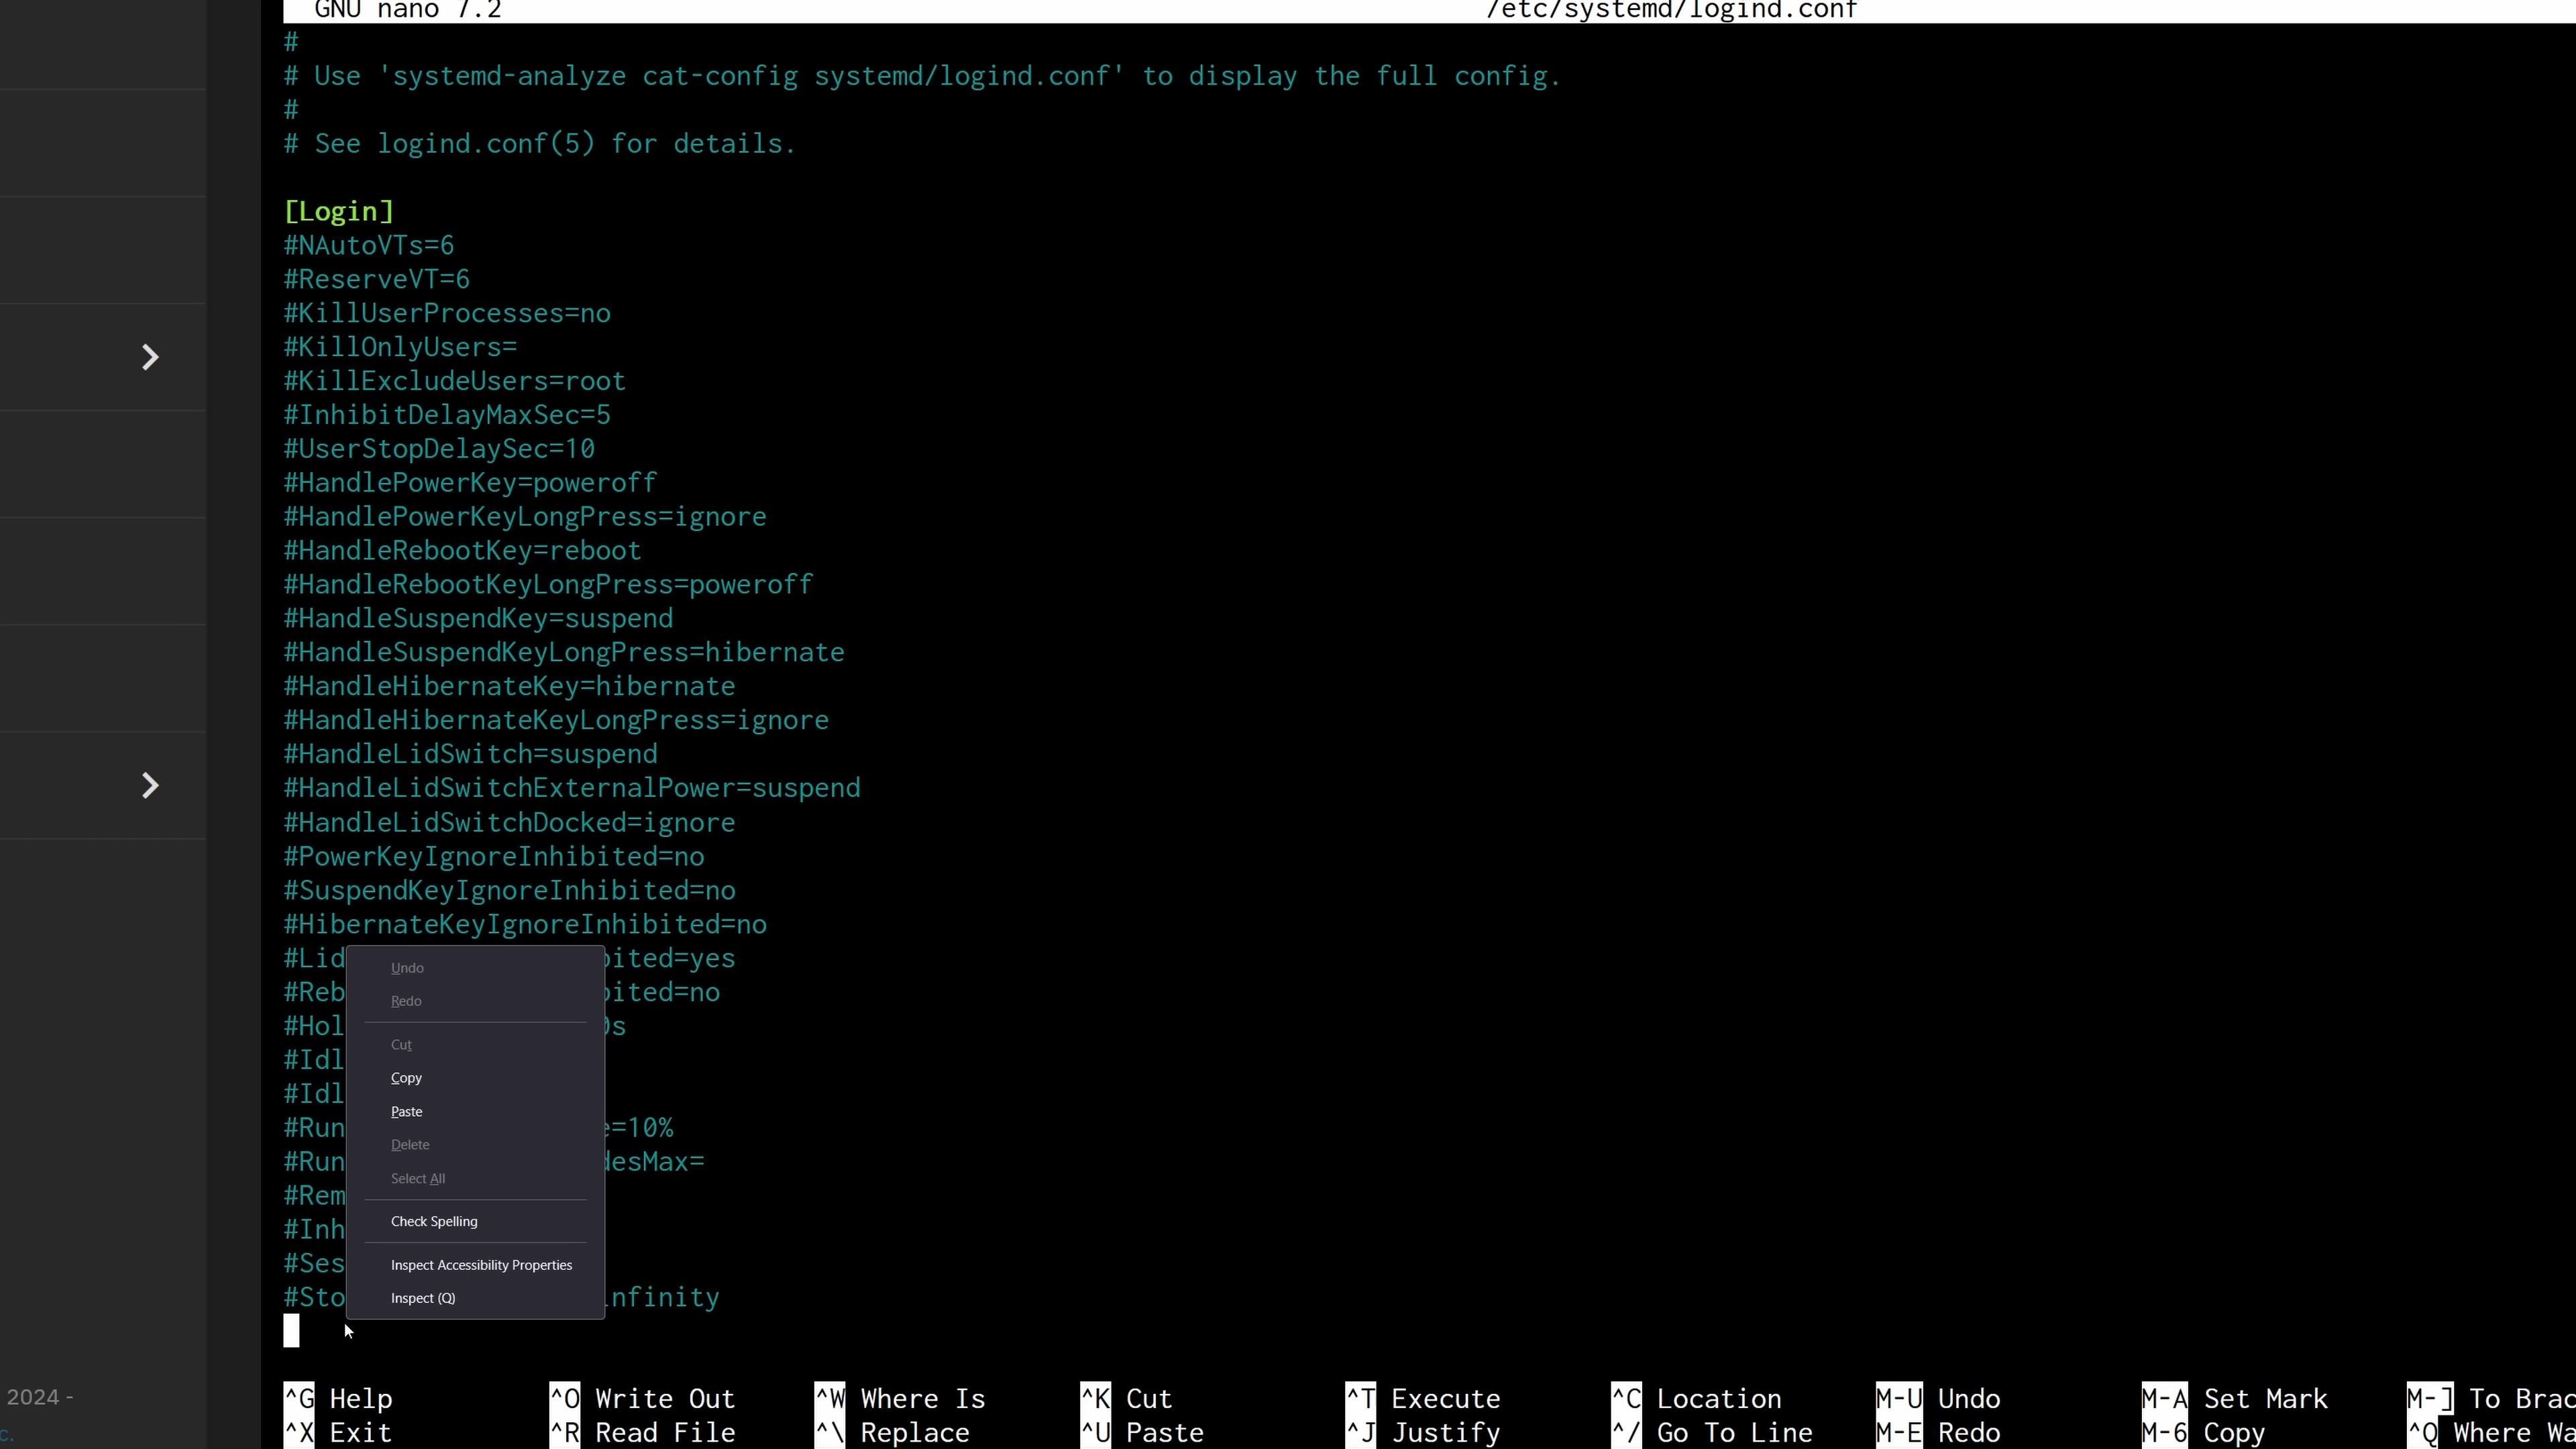 GNU nano 7.2 /etc/systemd/logind.conf
#
# Use 'systemd-analyze cat-config systemd/logind.conf' to display the full config.
#
# See logind.conf(5) for details.
[Login]
#NAutoVTs=6
#ReserveVT=6
#KillUserProcesses=no
#KillOnlyUsers=
#KillExcludeUsers=root
#InhibitDelayMaxSec=5
#UserStopDelaySec=10
#HandlePowerKey=poweroff
#HandlePowerKeyLongPress=ignore
#HandleRebootKey=reboot
#HandleRebootKeyLongPress=poweroff
#HandleSuspendKey=suspend
#HandleSuspendKeyLongPress=hibernate
#HandleHibernateKey=hibernate
#HandleHibernateKeyLongPress=ignore
#HandleLidSwitch=suspend
#HandleLidSwitchExternalPower=suspend
#HandleLidSwitchDocked=ignore
#PowerKeyIgnoreInhibited=no
#SuspendKeyIgnoreInhibited=no
#HibernateKeyIgnoreInhibited=no
#Lid bited=yes
#Reb bited=no
#Hol 0s
#Idl
#Idl
#Run e=10%
#Run desMax=
#Rem
#Inh
#Ses
#Sto infinity
Undo
Redo
Cut
Copy
Paste
Delete
Select All
Check Spelling
Inspect Accessibility Properties
Inspect (Q)
2024 -
c.
^G Help ^O Write Out ^W Where Is ^K Cut ^T Execute ^C Location M-U Undo M-A Set Mark M-] To Brac
^X Exit ^R Read File ^\ Replace ^U Paste ^J Justify ^/ Go To Line M-E Redo M-6 Copy ^Q Where Wa